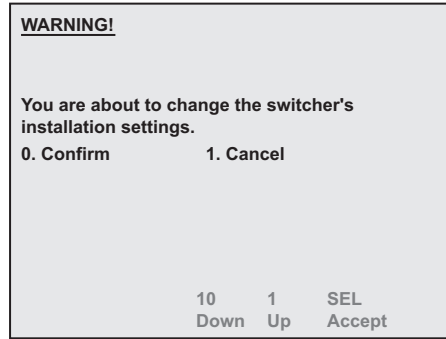 WARNING!
You are about to change the switcher's
installation settings.
0. Confirm 1. Cancel
10 1 SEL
Down Up Accept